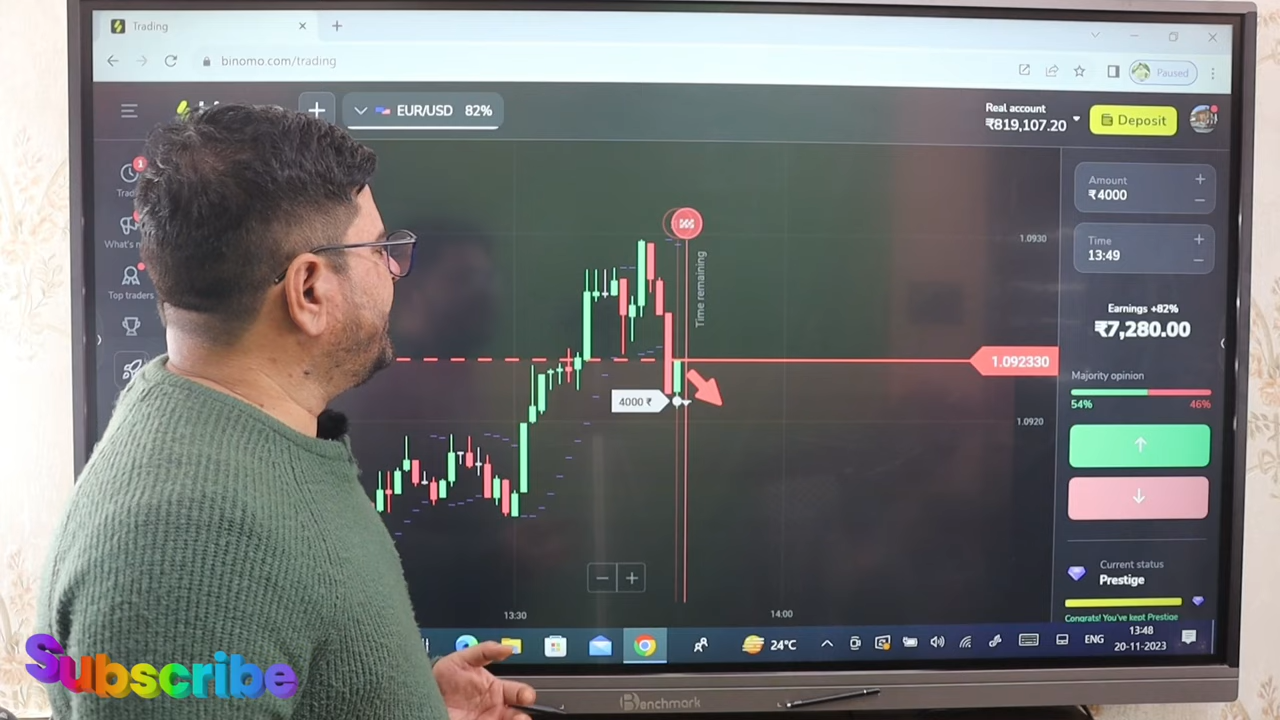 Trading
binomo.com/trading
Paused
EUR/USD 82%
Real account
₹819,107.20
Deposit
1
Top traders
Amount
₹4000
Time
13:49
Earnings +82%
₹7,280.00
Majority opinion
54% 46%
Current status
Prestige
Congrats! You've kept Prestige
1.0930
Time remaining
1.092330
4000 ₹
1.0920
13:30
14:00
24°C
ENG
13:48
20-11-2023
Benchmark
Subscribe